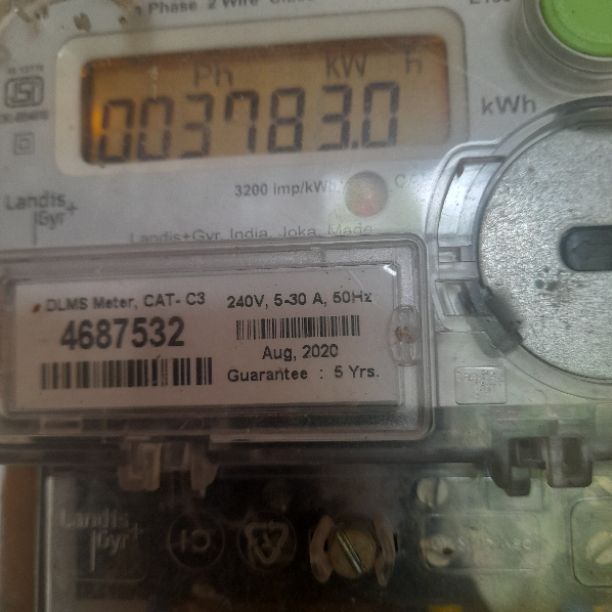 Phase 2 Wire
Ph kW h
003783.0
kWh
3200 imp/kWh
Landis+
Gyr
Landis+Gyr, India, Joka, Made
DLMS Meter, CAT- C3
4687532
240V, 5-30 A, 50Hz
Aug, 2020
Guarantee : 5 Yrs.
Landis+
Gyr